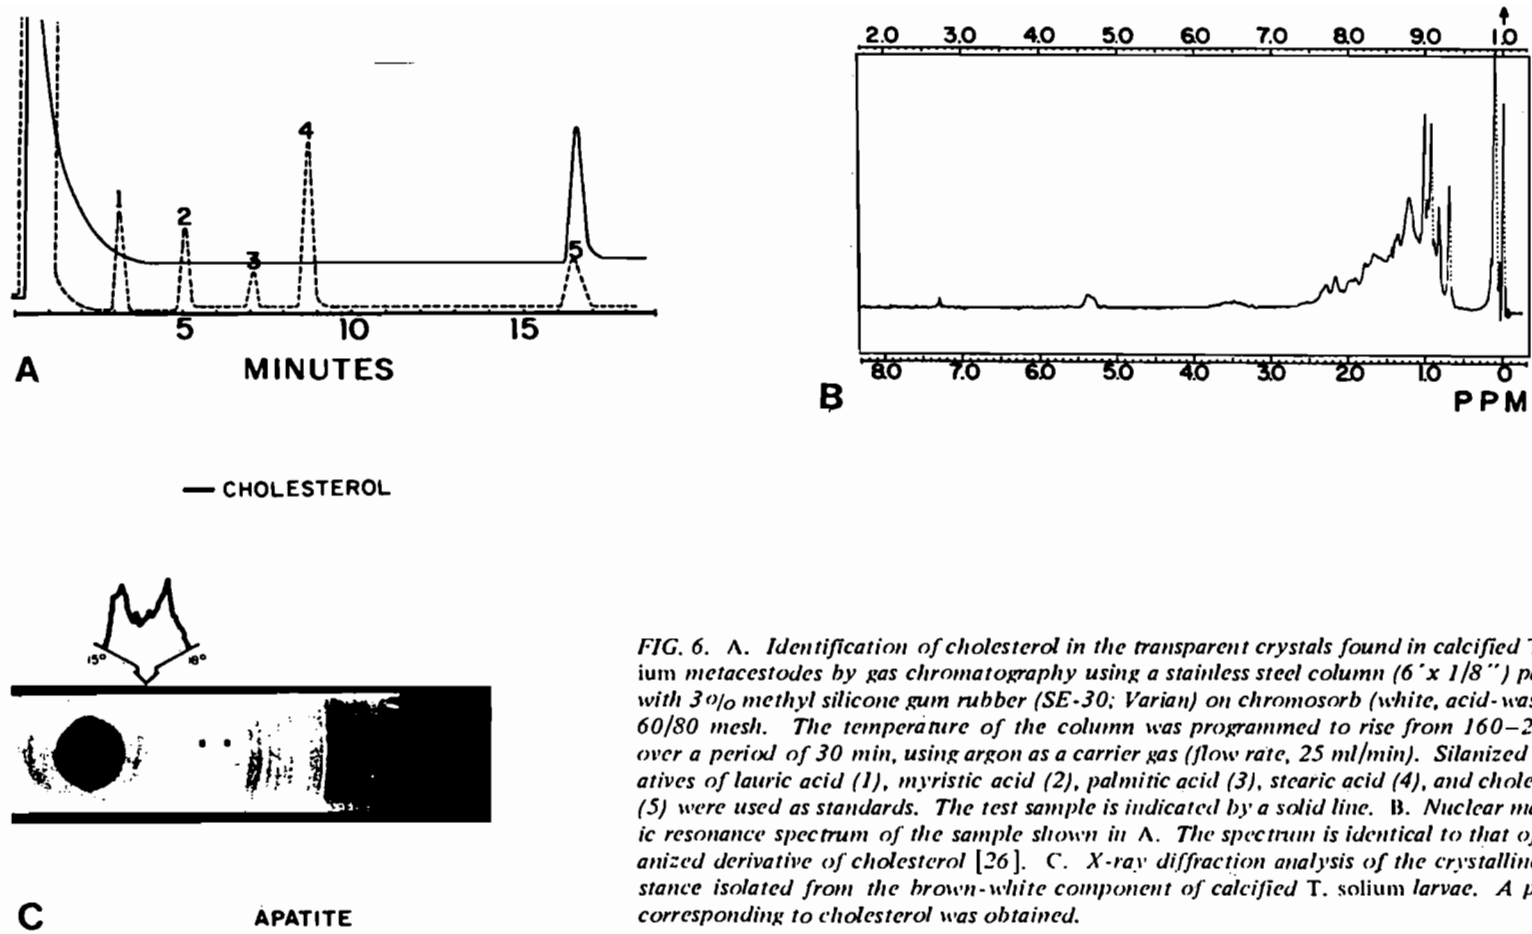 1
2
3
4
5
5 10 15
MINUTES
A
2.0 3.0 4.0 5.0 6.0 7.0 8.0 9.0 1.0
8.0 7.0 6.0 5.0 4.0 3.0 2.0 1.0 0
PPM
B
CHOLESTEROL
15° 18°
C
APATITE
FIG. 6. A. Identification of cholesterol in the transparent crystals found in calcified
ium metacestodes by gas chromatography using a stainless steel column (6' x 1/8")
with 3% methyl silicone gum rubber (SE-30; Varian) on chromosorb (white, acid-was
60/80 mesh. The temperature of the column was programmed to rise from 160–2
over a period of 30 min, using argon as a carrier gas (flow rate, 25 ml/min). Silanized
atives of lauric acid (1), myristic acid (2), palmitic acid (3), stearic acid (4), and chole
(5) were used as standards. The test sample is indicated by a solid line. B. Nuclear
ic resonance spectrum of the sample shown in A. The spectrum is identical to that
anized derivative of cholesterol [26]. C. X-ray diffraction analysis of the crystallin
stance isolated from the brown-white component of calcified T. solium larvae. A
corresponding to cholesterol was obtained.